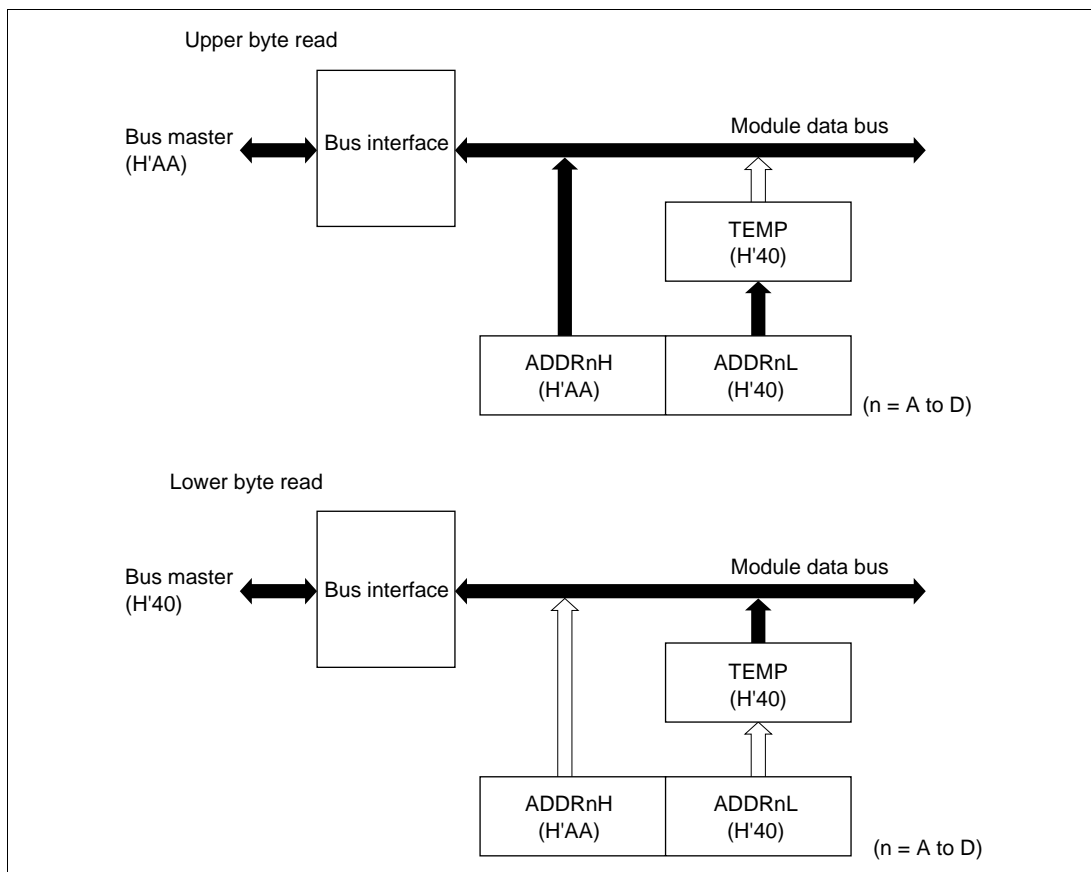 Upper byte read
Bus master
(H'AA)
Bus interface
Module data bus
TEMP
(H'40)
ADDRnH
(H'AA)
ADDRnL
(H'40)
(n = A to D)
Lower byte read
Bus master
(H'40)
Bus interface
Module data bus
TEMP
(H'40)
ADDRnH
(H'AA)
ADDRnL
(H'40)
(n = A to D)